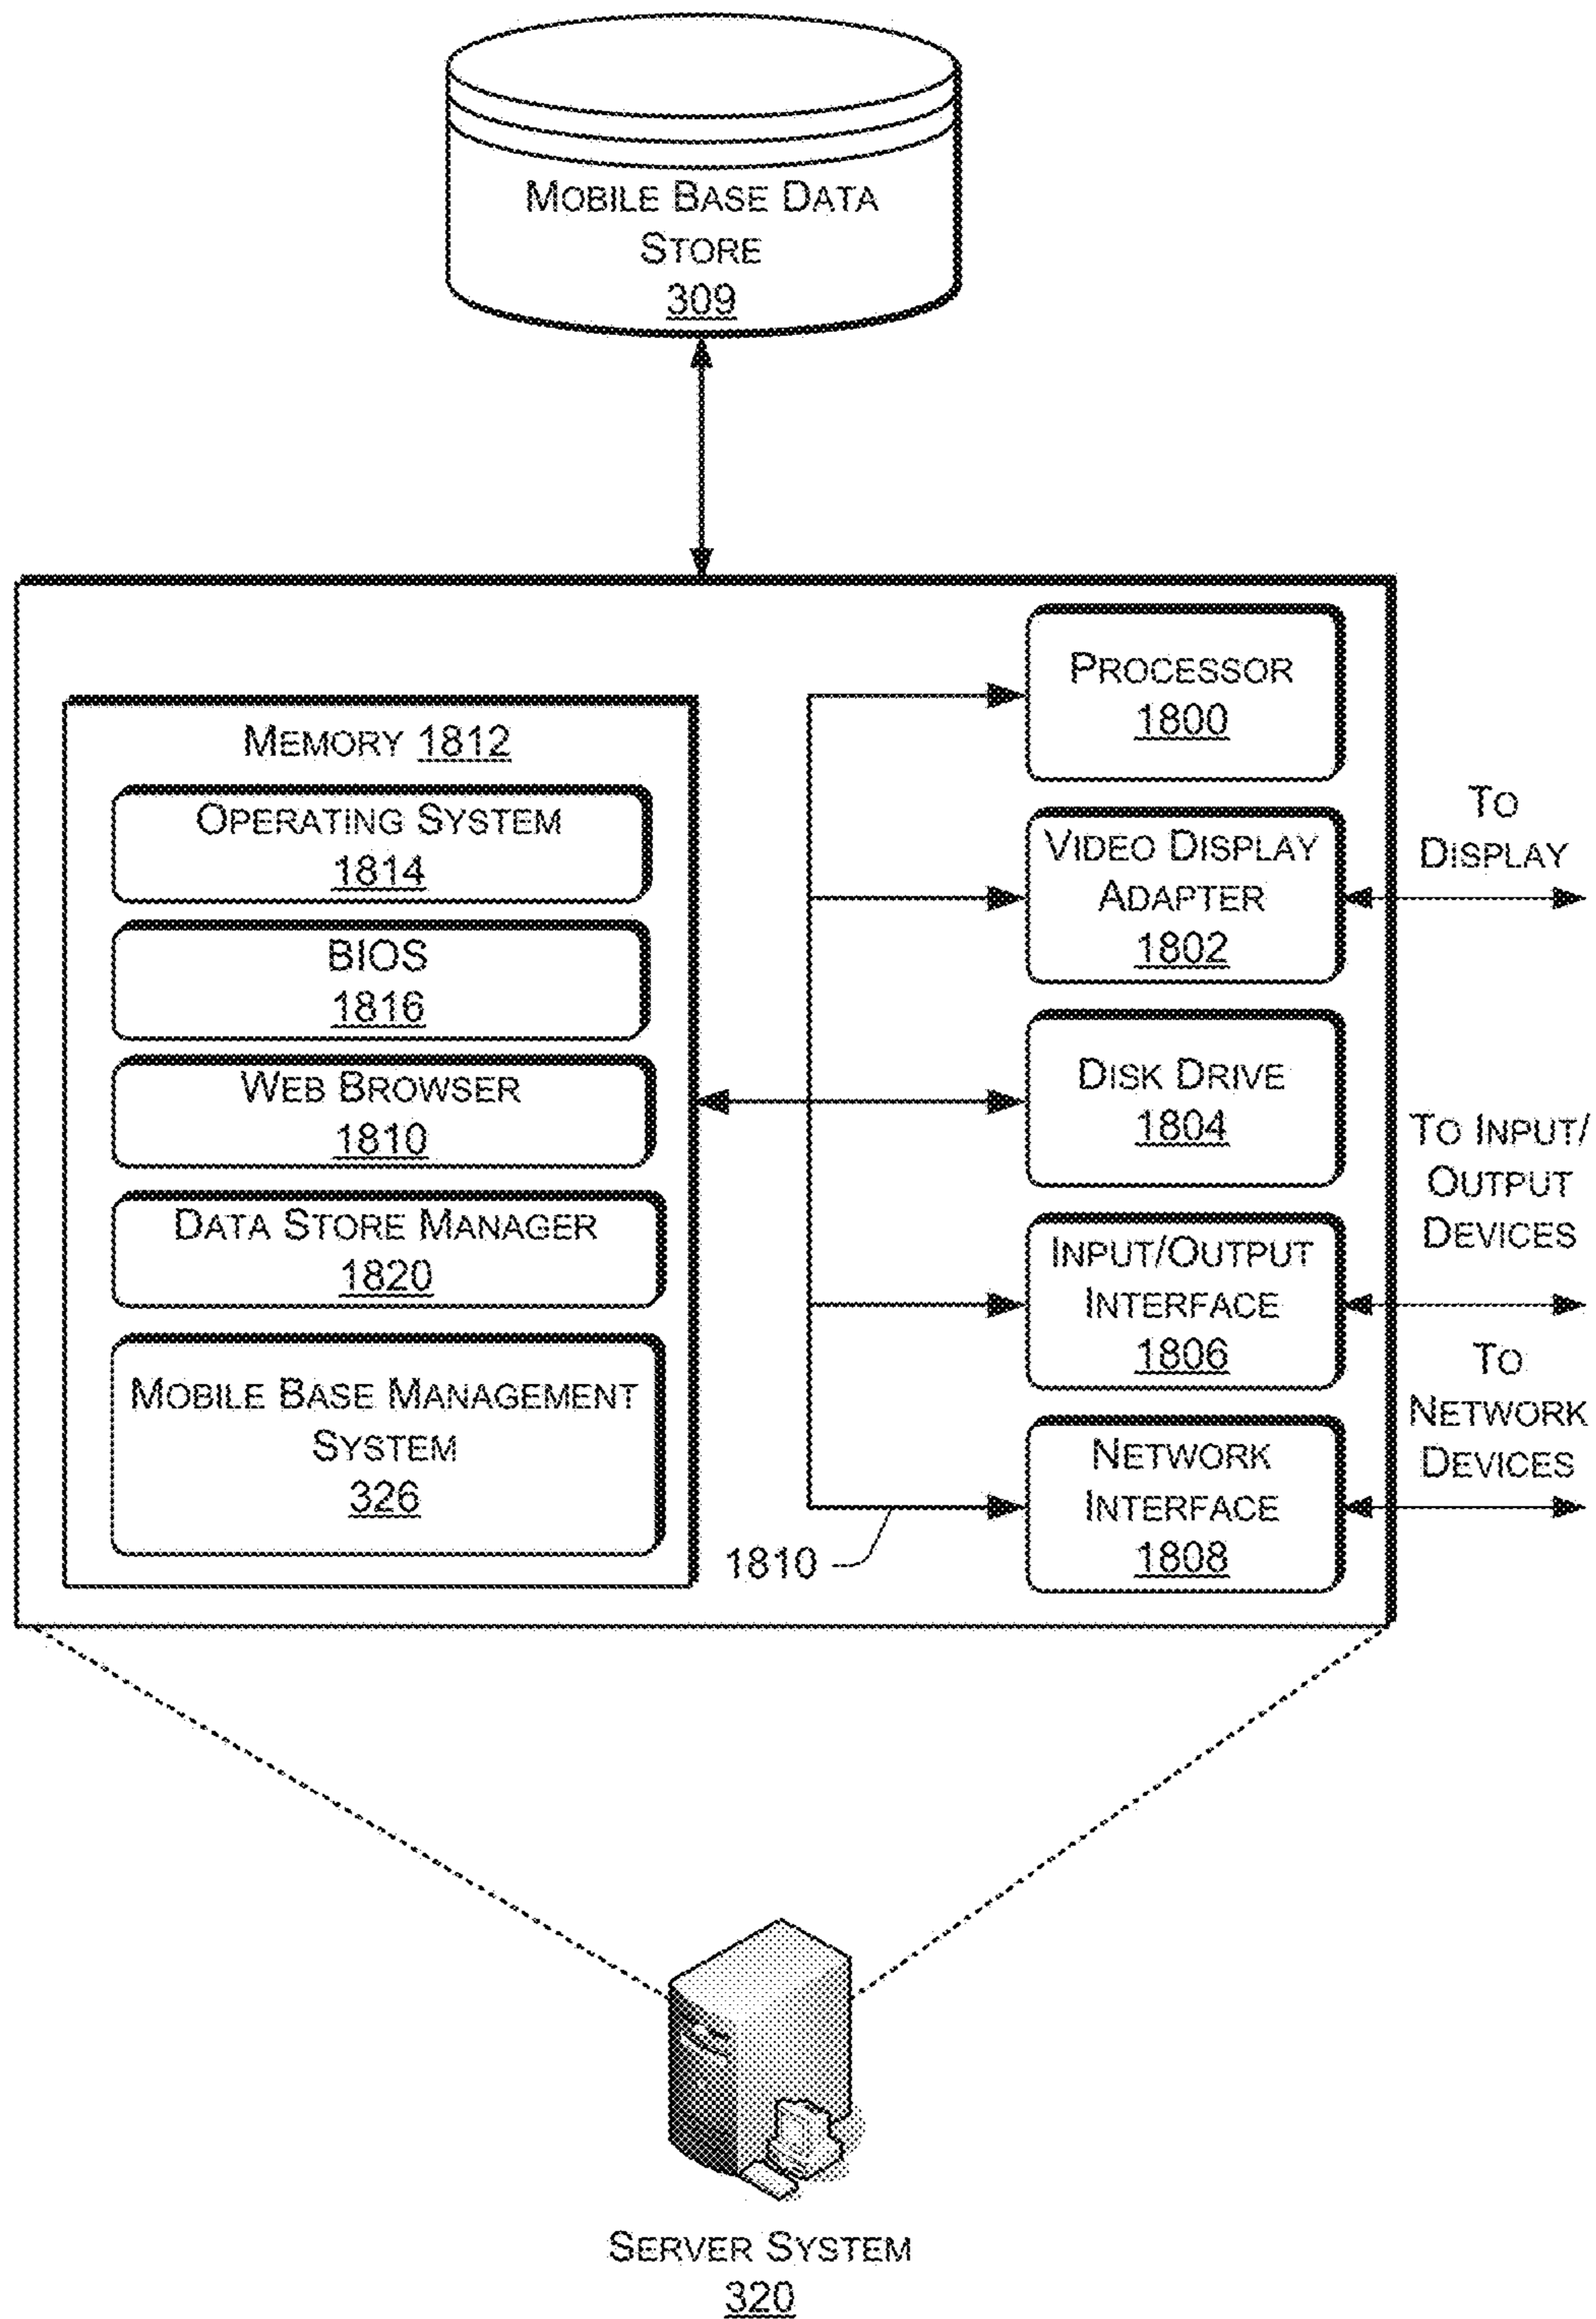 MOBILE BASE DATA
STORE
309
MEMORY 1812
OPERATING SYSTEM
1814
BIOS
1816
WEB BROWSER
1810
DATA STORE MANAGER
1820
MOBILE BASE MANAGEMENT
SYSTEM
326
PROCESSOR
1800
VIDEO DISPLAY
ADAPTER
1802
DISK DRIVE
1804
INPUT/OUTPUT
INTERFACE
1806
NETWORK
INTERFACE
1808
1810
TO
DISPLAY
TO INPUT/
OUTPUT
DEVICES
TO
NETWORK
DEVICES
SERVER SYSTEM
320